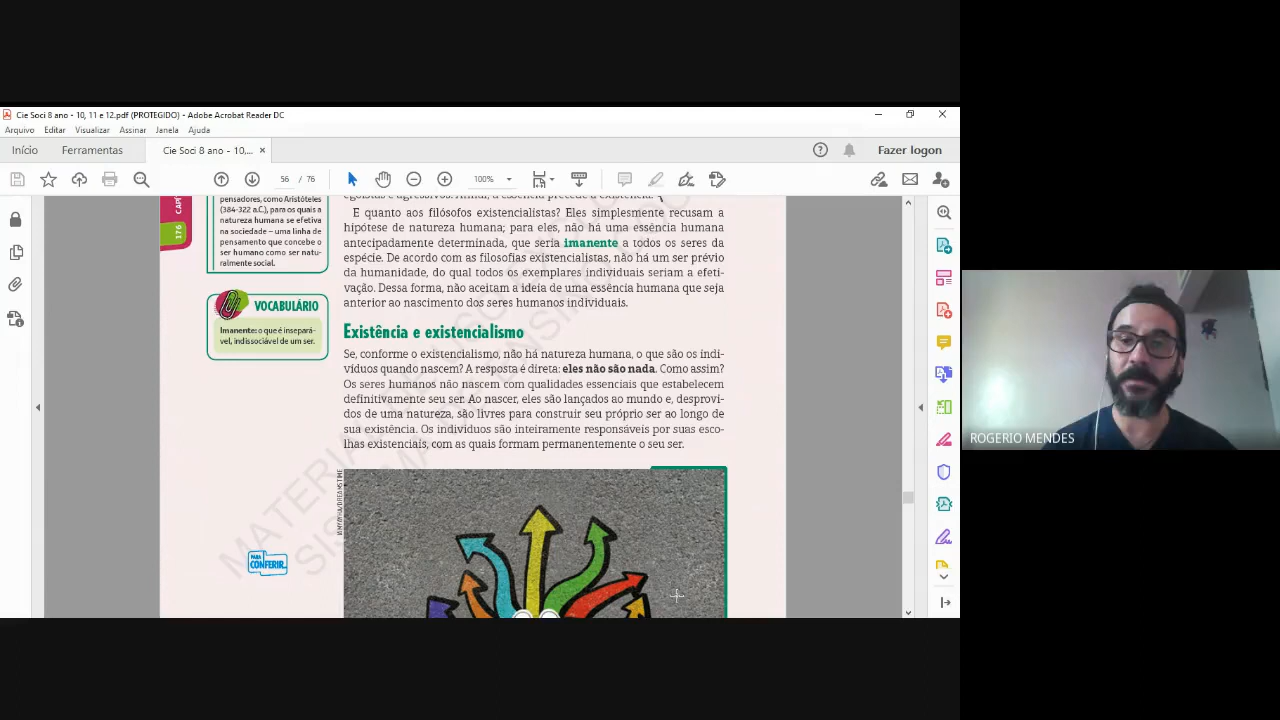 Cie Soci 8 ano - 10, 11 e 12.pdf (PROTEGIDO) - Adobe Acrobat Reader DC
Arquivo Editar Visualizar Assinar Janela Ajuda
Início Ferramentas Cie Soci 8 ano - 10,... × Fazer logon
56 / 76 100%
CAPÍ
176
pensadores, como Aristóteles
(384-322 a.C.), para os quais a
natureza humana se efetiva
na sociedade – uma linha de
pensamento que concebe o
ser humano como ser natu-
ralmente social.
VOCABULÁRIO
Imanente: o que é insepará-
vel, indissociável de um ser.
PARA
CONFERIR
egoístas e agressivos. Afinal, a essência precede a existência.
E quanto aos filósofos existencialistas? Eles simplesmente recusam a
hipótese de natureza humana; para eles, não há uma essência humana
antecipadamente determinada, que seria imanente a todos os seres da
espécie. De acordo com as filosofias existencialistas, não há um ser prévio
da humanidade, do qual todos os exemplares individuais seriam a efeti-
vação. Dessa forma, não aceitam a ideia de uma essência humana que seja
anterior ao nascimento dos seres humanos individuais.
Existência e existencialismo
Se, conforme o existencialismo, não há natureza humana, o que são os indi-
víduos quando nascem? A resposta é direta: eles não são nada. Como assim?
Os seres humanos não nascem com qualidades essenciais que estabelecem
definitivamente seu ser. Ao nascer, eles são lançados ao mundo e, desprovi-
dos de uma natureza, são livres para construir seu próprio ser ao longo de
sua existência. Os indivíduos são inteiramente responsáveis por suas esco-
lhas existenciais, com as quais formam permanentemente o seu ser.
ROGERIO MENDES